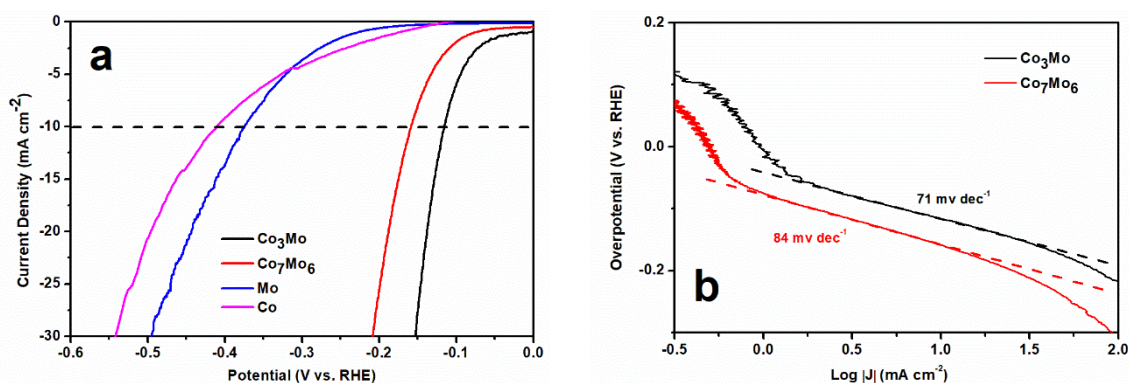 a
Current Density (mA cm-2)
0
-5
-10
-15
-20
-25
-30
Co3Mo
Co7Mo6
Mo
Co
-0.6
-0.5
-0.4
-0.3
-0.2
-0.1
0.0
Potential (V vs. RHE)
b
Overpotential (V vs. RHE)
0.2
0.0
-0.2
Co3Mo
Co7Mo6
71 mv dec-1
84 mv dec-1
-0.5
0.0
0.5
1.0
1.5
2.0
Log |J| (mA cm-2)